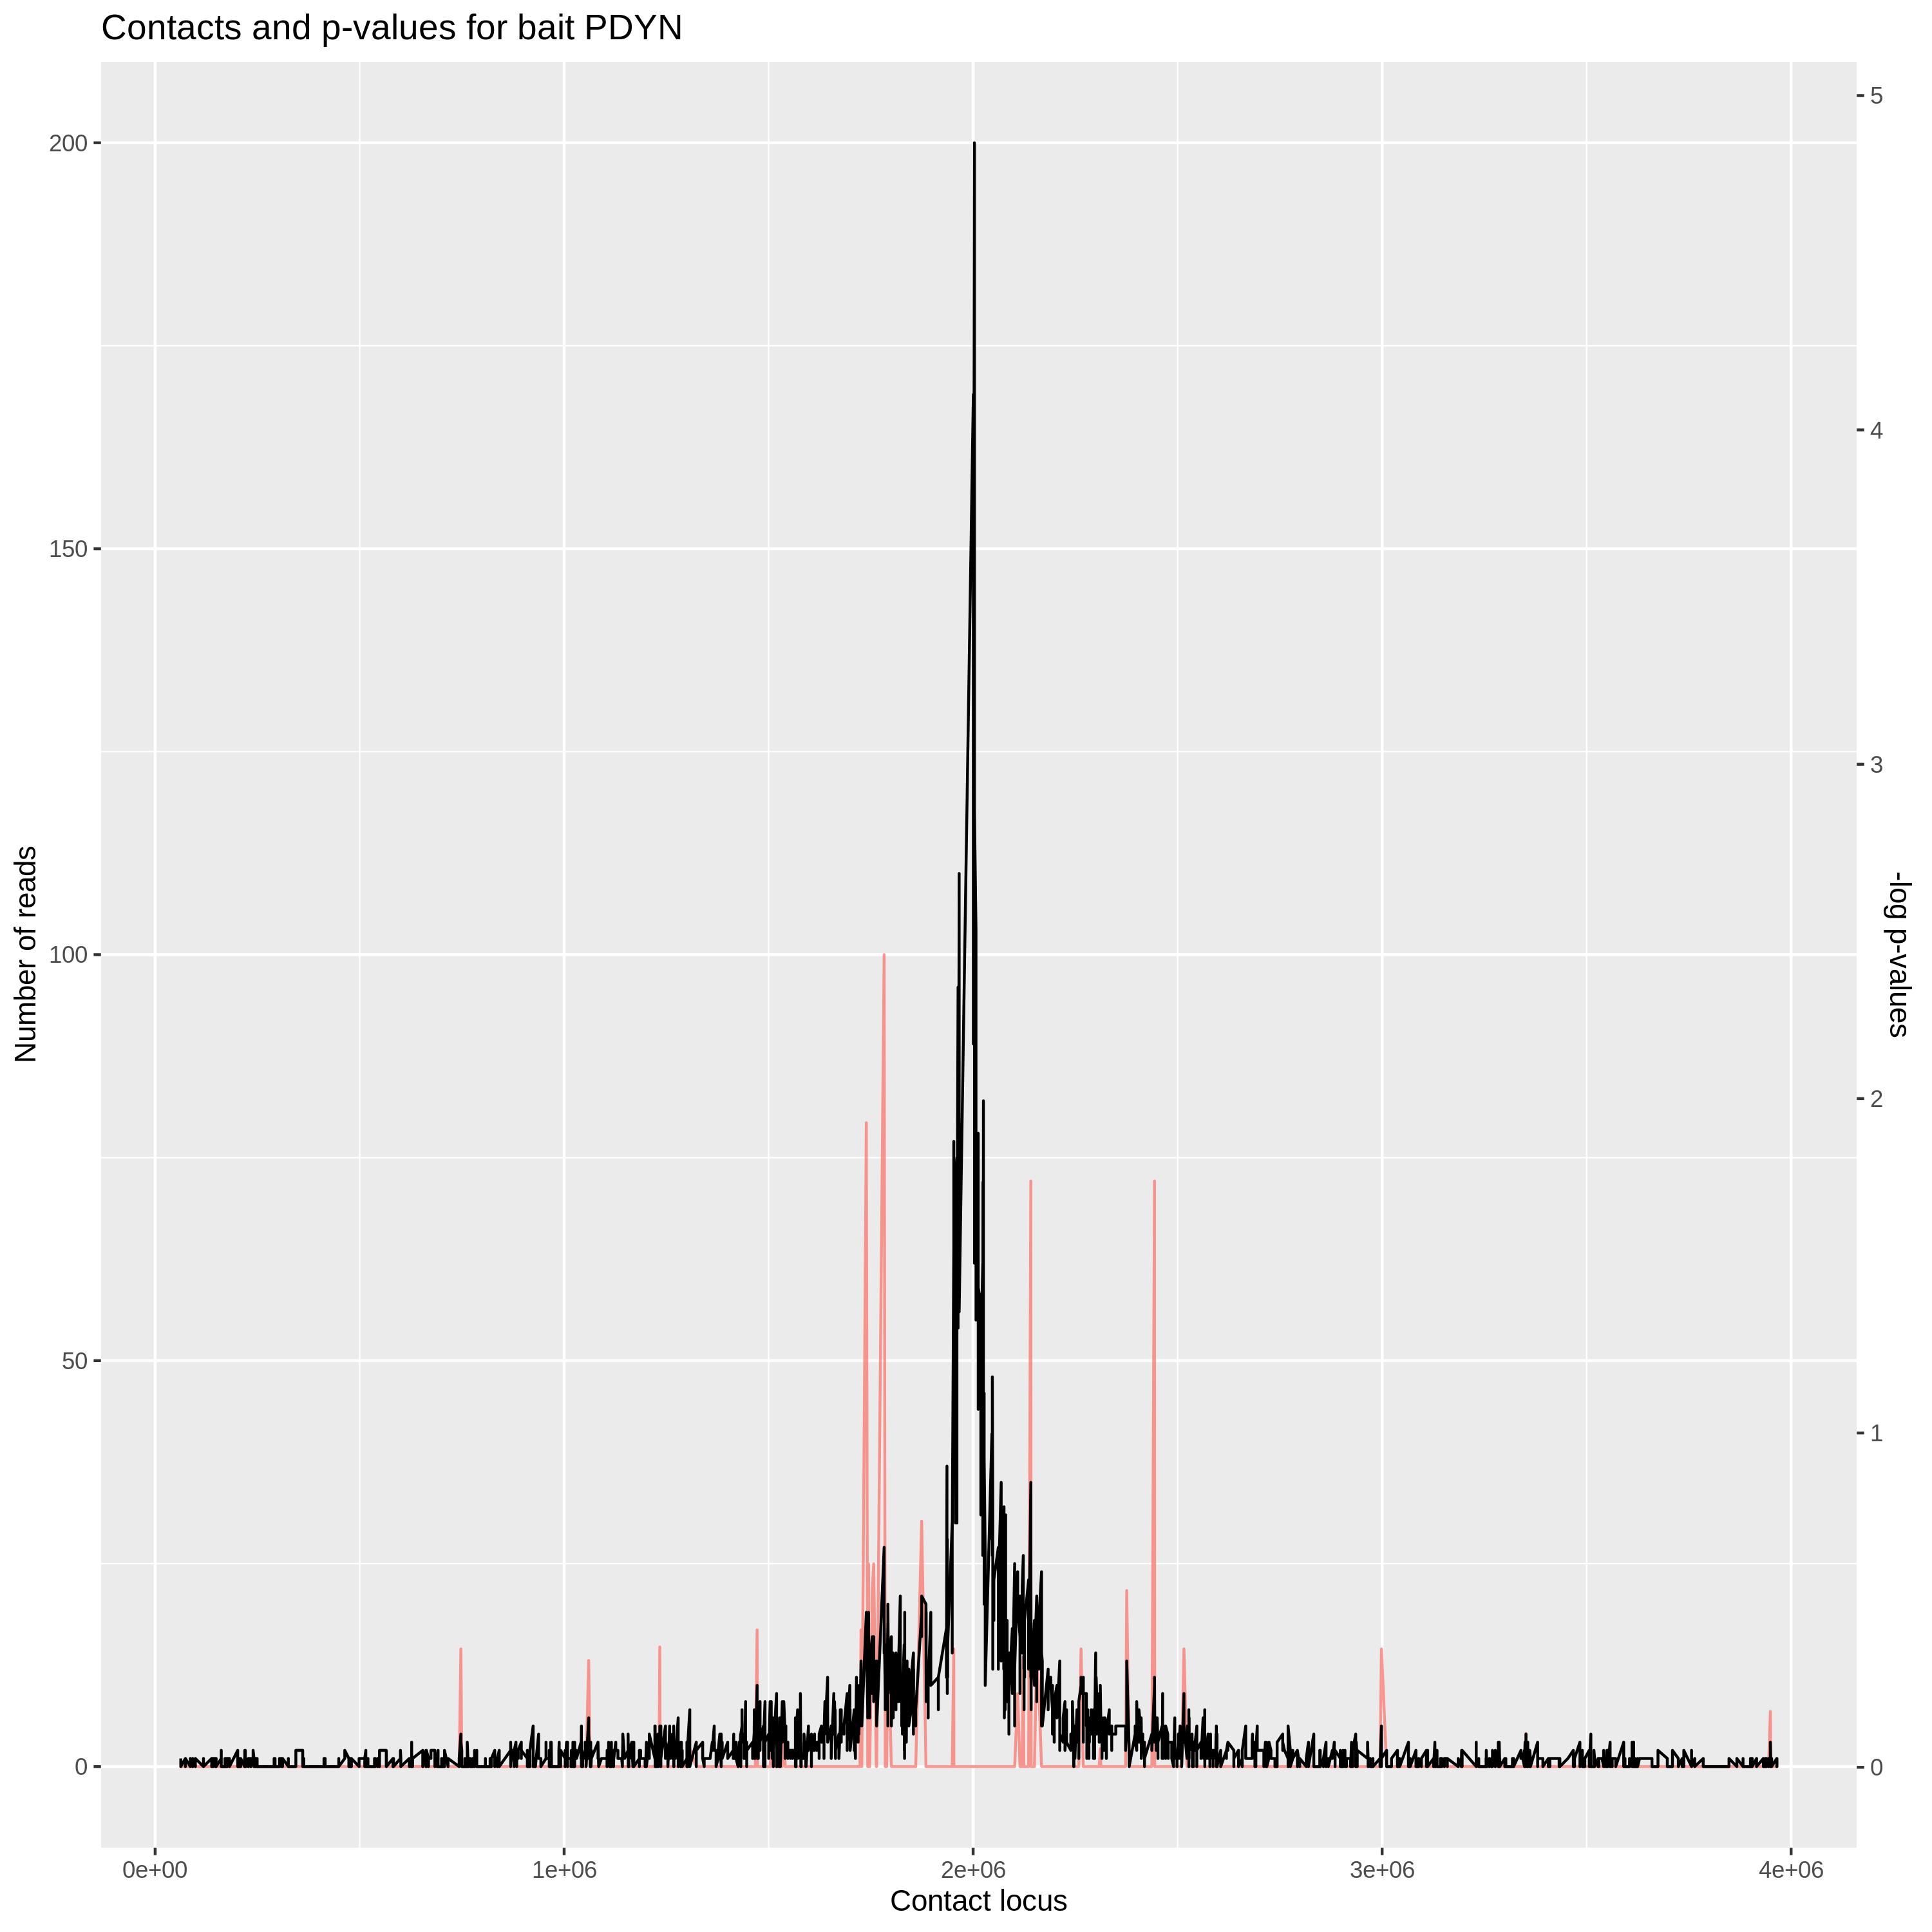 Contacts and p-values for bait PDYN
200
150
100
50
0
Number of reads
5
4
3
2
1
0
-log p-values
0e+00
1e+06
2e+06
3e+06
4e+06
Contact locus